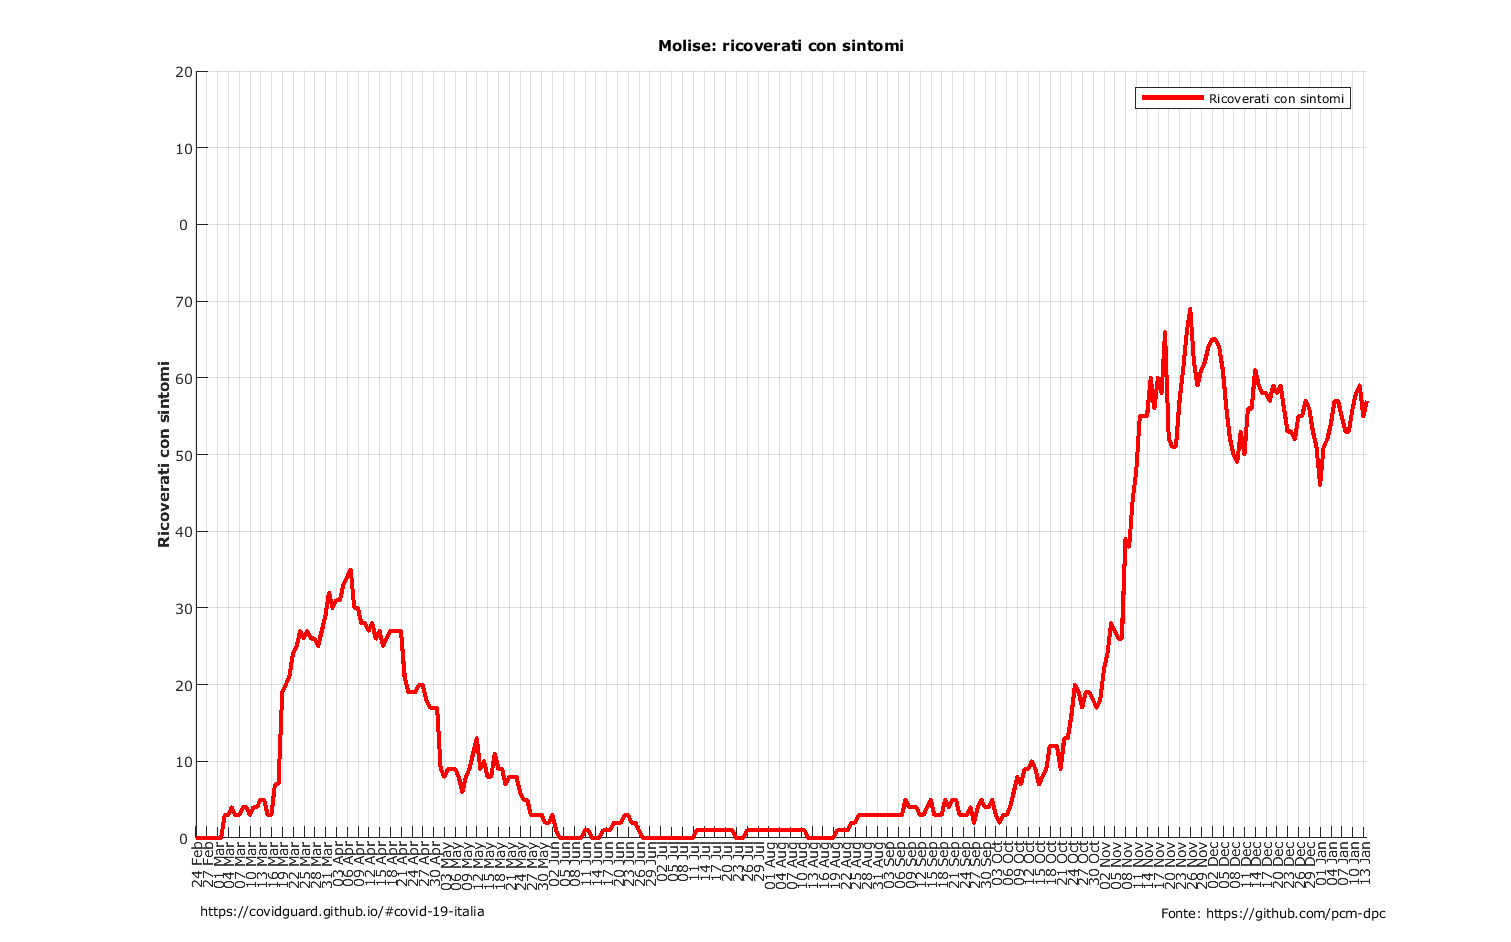 Molise: ricoverati con sintomi
Ricoverati con sintomi
Ricoverati con sintomi
20
10
0
70
60
50
40
30
20
10
0
24 Feb
27 Feb
01 Mar
04 Mar
07 Mar
10 Mar
13 Mar
16 Mar
19 Mar
22 Mar
25 Mar
28 Mar
31 Mar
03 Apr
06 Apr
09 Apr
12 Apr
15 Apr
18 Apr
21 Apr
24 Apr
27 Apr
30 Apr
03 May
06 May
09 May
12 May
15 May
18 May
21 May
24 May
27 May
30 May
02 Jun
05 Jun
08 Jun
11 Jun
14 Jun
17 Jun
20 Jun
23 Jun
26 Jun
29 Jun
02 Jul
05 Jul
08 Jul
11 Jul
14 Jul
17 Jul
20 Jul
23 Jul
26 Jul
29 Jul
01 Aug
04 Aug
07 Aug
10 Aug
13 Aug
16 Aug
19 Aug
22 Aug
25 Aug
28 Aug
31 Aug
03 Sep
06 Sep
09 Sep
12 Sep
15 Sep
18 Sep
21 Sep
24 Sep
27 Sep
30 Sep
03 Oct
06 Oct
09 Oct
12 Oct
15 Oct
18 Oct
21 Oct
24 Oct
27 Oct
30 Oct
02 Nov
05 Nov
08 Nov
11 Nov
14 Nov
17 Nov
20 Nov
23 Nov
26 Nov
29 Nov
02 Dec
05 Dec
08 Dec
11 Dec
14 Dec
17 Dec
20 Dec
23 Dec
26 Dec
29 Dec
01 Jan
04 Jan
07 Jan
10 Jan
13 Jan
https://covidguard.github.io/#covid-19-italia
Fonte: https://github.com/pcm-dpc